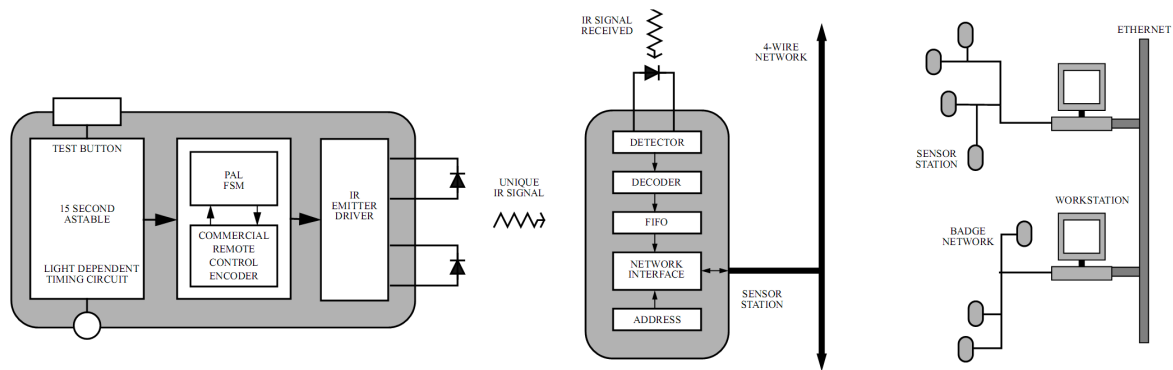 TEST BUTTON
15 SECOND
ASTABLE
LIGHT DEPENDENT
TIMING CIRCUIT
PAL
FSM
COMMERCIAL
REMOTE
CONTROL
ENCODER
IR
EMITTER
DRIVER
UNIQUE
IR SIGNAL
IR SIGNAL
RECEIVED
DETECTOR
DECODER
FIFO
NETWORK
INTERFACE
ADDRESS
SENSOR
STATION
4-WIRE
NETWORK
ETHERNET
SENSOR
STATION
WORKSTATION
BADGE
NETWORK